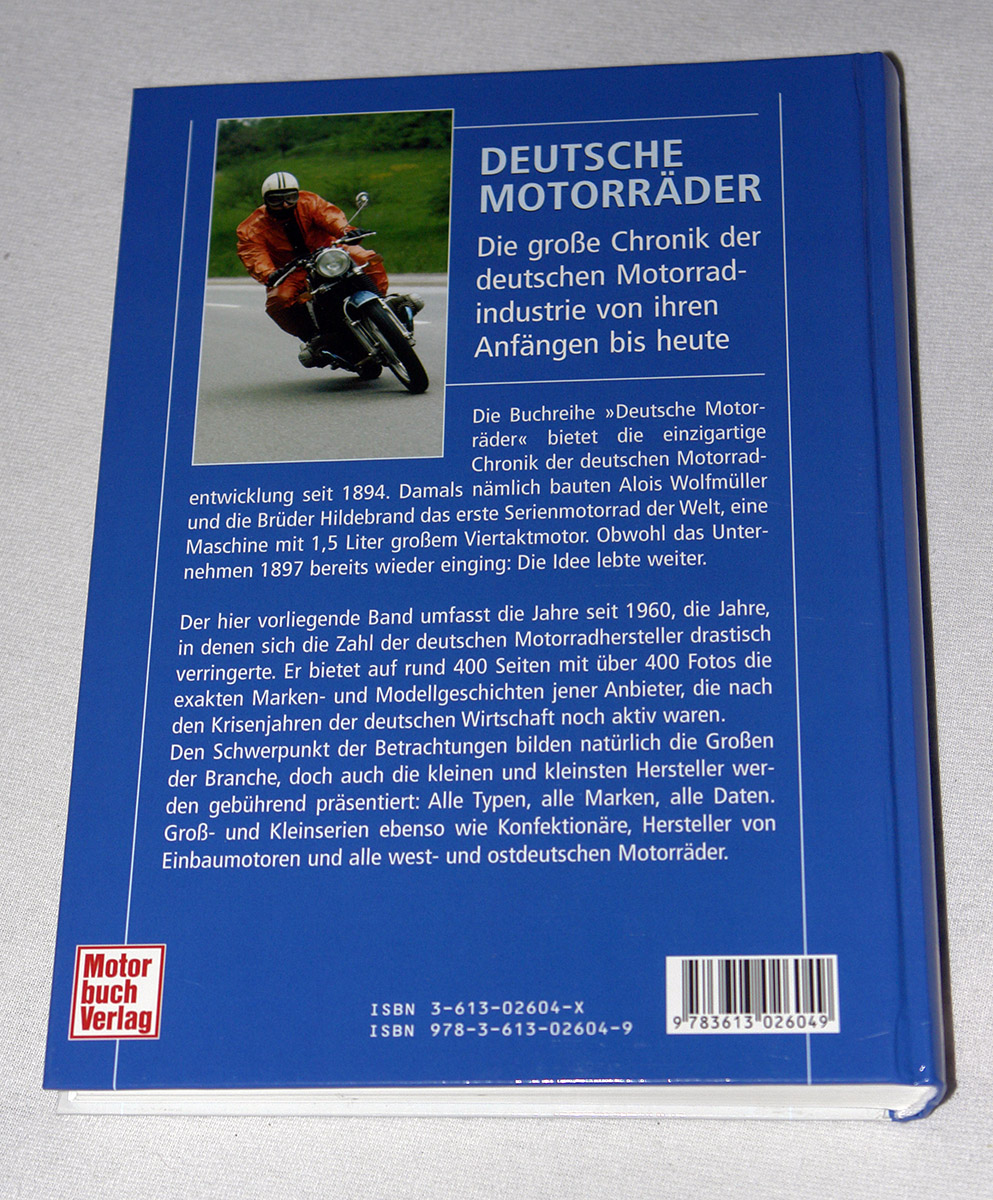 DEUTSCHE
MOTORRÄDER
Die große Chronik der
deutschen Motorrad-
industrie von ihren
Anfängen bis heute
Die Buchreihe »Deutsche Motor-
räder« bietet die einzigartige
Chronik der deutschen Motorrad-
entwicklung seit 1894. Damals nämlich bauten Alois Wolfmüller
und die Brüder Hildebrand das erste Serienmotorrad der Welt, eine
Maschine mit 1,5 Liter großem Viertaktmotor. Obwohl das Unter-
nehmen 1897 bereits wieder einging: Die Idee lebte weiter.
Der hier vorliegende Band umfasst die Jahre seit 1960, die Jahre,
in denen sich die Zahl der deutschen Motorradhersteller drastisch
verringerte. Er bietet auf rund 400 Seiten mit über 400 Fotos die
exakten Marken- und Modellgeschichten jener Anbieter, die nach
den Krisenjahren der deutschen Wirtschaft noch aktiv waren.
Den Schwerpunkt der Betrachtungen bilden natürlich die Großen
der Branche, doch auch die kleinen und kleinsten Hersteller wer-
den gebührend präsentiert: Alle Typen, alle Marken, alle Daten.
Groß- und Kleinserien ebenso wie Konfektionäre, Hersteller von
Einbaumotoren und alle west- und ostdeutschen Motorräder.
Motor
buch
Verlag
ISBN 3-613-02604-X
ISBN 978-3-613-02604-9
9 783613 026049